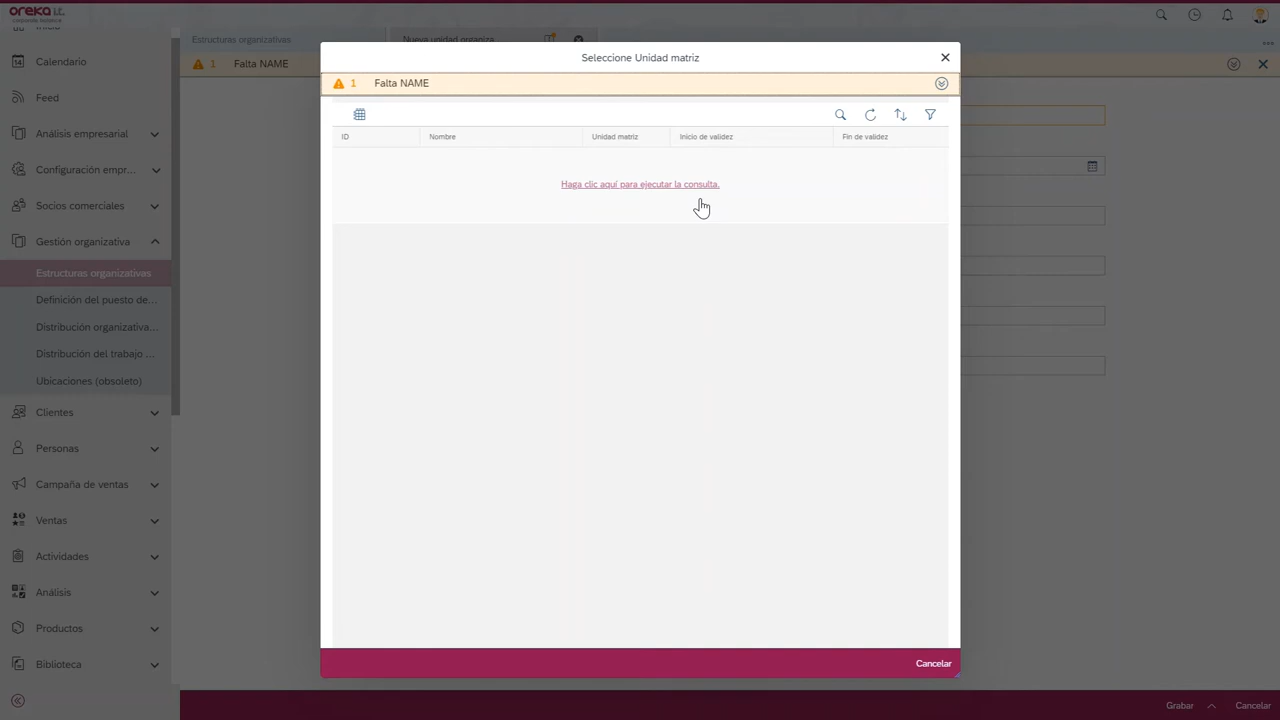 oreka i.t.
Inicio
Calendario
Feed
Análisis empresarial
Configuración empr...
Socios comerciales
Gestión organizativa
Estructuras organizativas
Definición del puesto de...
Distribución organizativa...
Distribución del trabajo ...
Ubicaciones (obsoleto)
Clientes
Personas
Campaña de ventas
Ventas
Actividades
Análisis
Productos
Biblioteca
Estructuras organizativas
Nueva unidad organiza
1 Falta NAME
Seleccione Unidad matriz
1 Falta NAME
ID Nombre Unidad matriz Inicio de validez Fin de validez
Haga clic aquí para ejecutar la consulta.
Cancelar
Grabar Cancelar